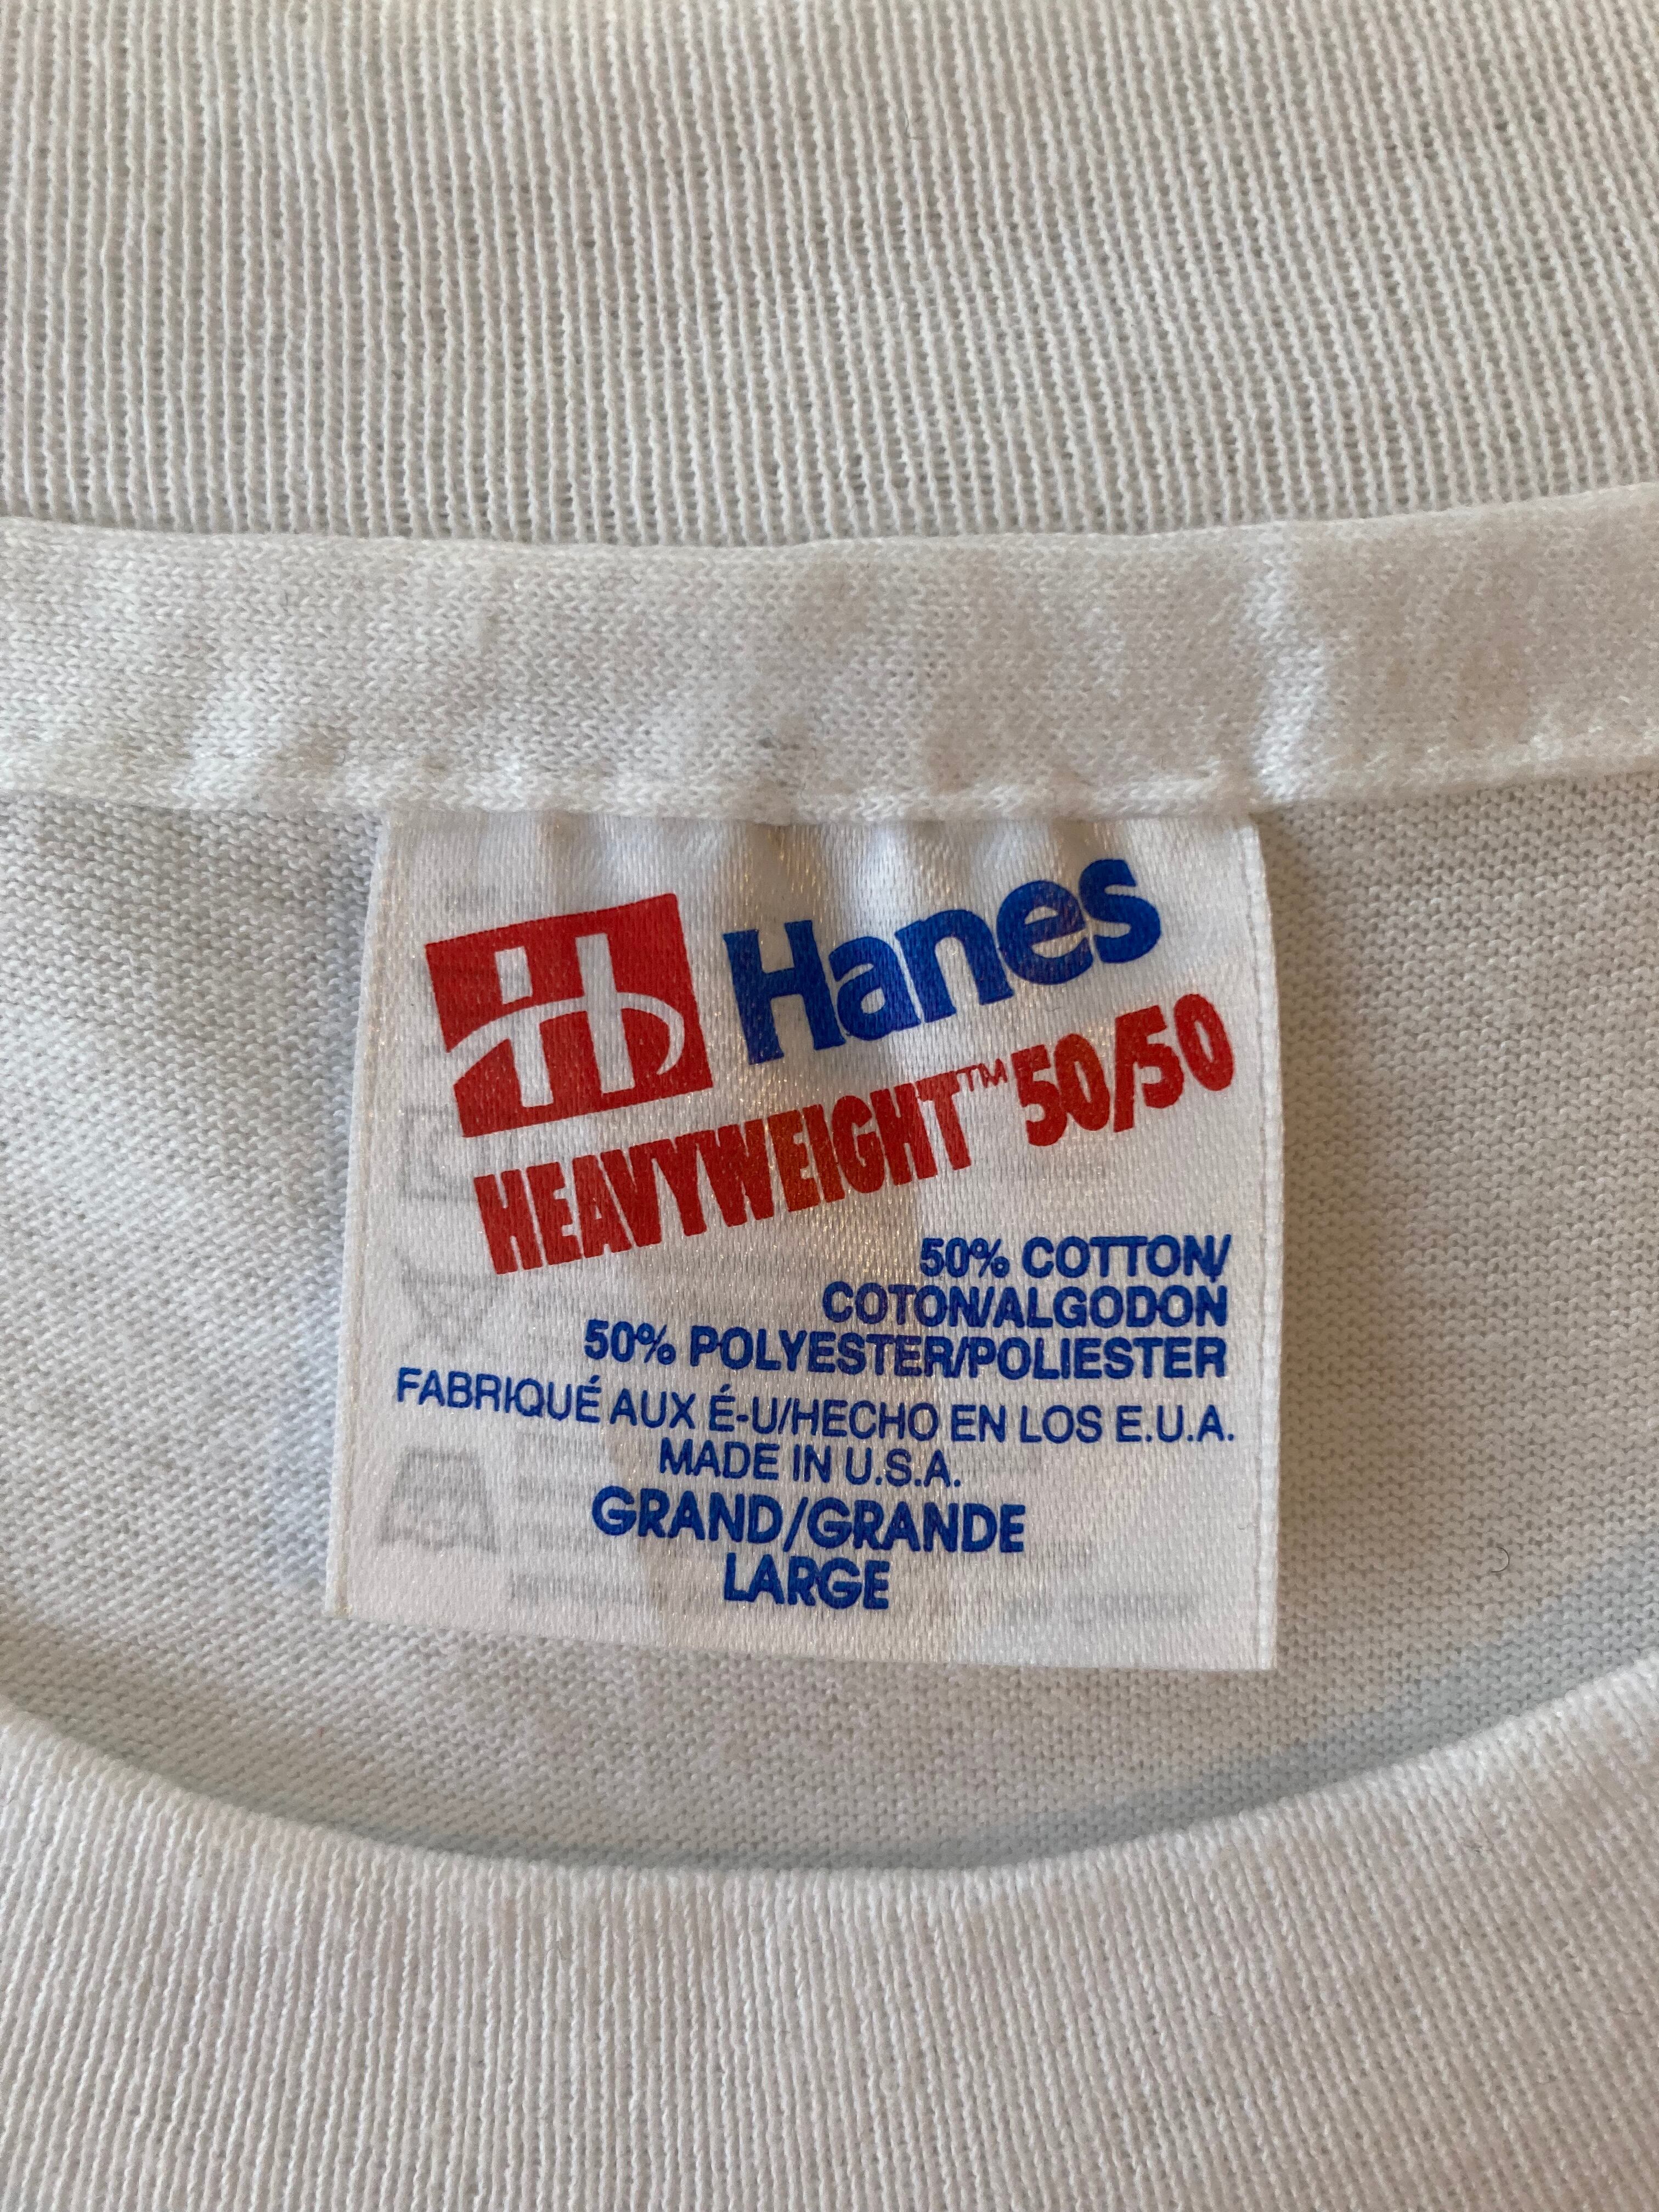 H Hanes
HEAVYWEIGHT™ 50/50
50% COTTON/
COTON/ALGODON
50% POLYESTER/POLIESTER
FABRIQUÉ AUX É-U/HECHO EN LOS E.U.A.
MADE IN U.S.A.
GRAND/GRANDE
LARGE